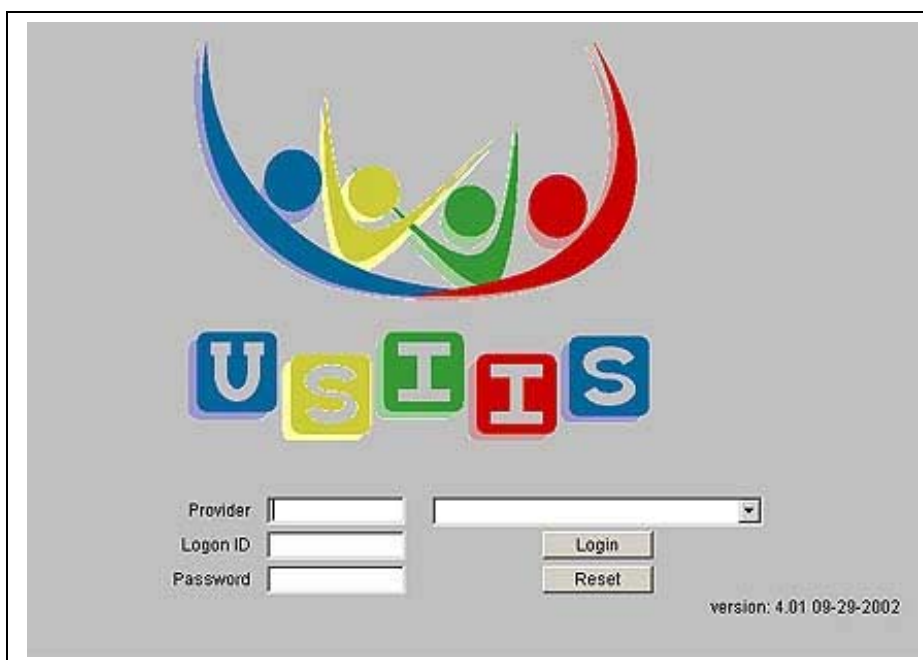 USIIS
Provider
Logon ID Login
Password Reset
version: 4.01 09-29-2002